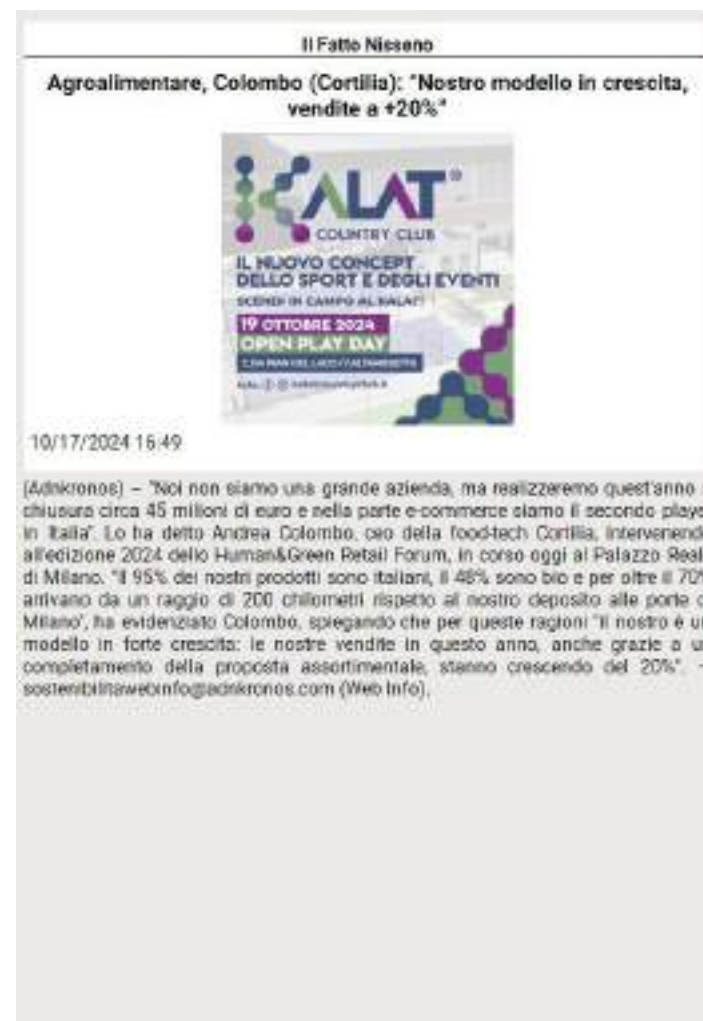 Il Fatto Nisseno
Agroalimentare, Colombo (Cortilia): "Nostro modello in crescita,
vendite a +20%"
KALAT®
COUNTRY CLUB
IL NUOVO CONCEPT
DELLO SPORT E DEGLI EVENTI
SCENDI IN CAMPO AL KALAT!
19 OTTOBRE 2024
OPEN PLAY DAY
10/17/2024 16:49
(Adnkronos) – "Noi non siamo una grande azienda, ma realizzeremo quest'anno
chiusura circa 45 milioni di euro e nella parte e-commerce siamo il secondo playe
in Italia". Lo ha detto Andrea Colombo, ceo della food-tech Cortilia, intervenend
all'edizione 2024 dello Human&Green Retail Forum, in corso oggi al Palazzo Real
di Milano. "Il 95% dei nostri prodotti sono italiani, il 48% sono bio e per oltre il 70%
arrivano da un raggio di 200 chilometri rispetto al nostro deposito alle porte d
Milano", ha evidenziato Colombo, spiegando che per queste ragioni "il nostro è un
modello in forte crescita: le nostre vendite in questo anno, anche grazie a un
completamento della proposta assortimentale, stanno crescendo del 20%". –
sostenibilitawebinfo@adnkronos.com (Web Info).